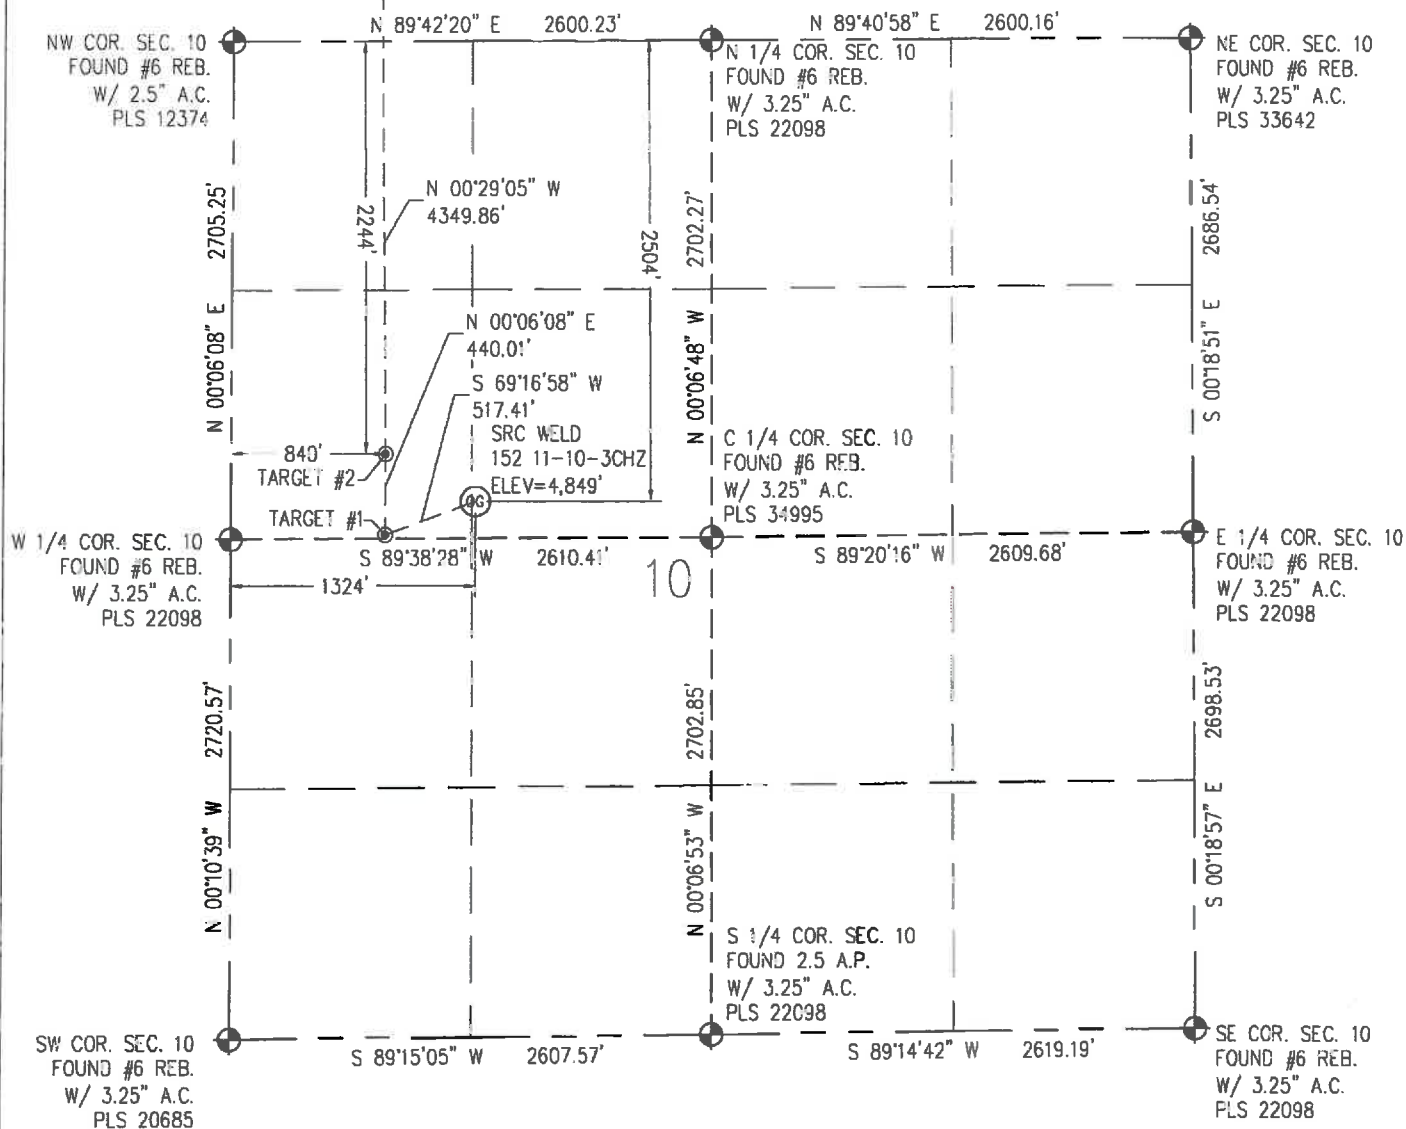 N 89°42'20" E 2600.23'
N 89°40'58" E 2600.16'
NW COR. SEC. 10
FOUND #6 REB.
W/ 2.5" A.C.
PLS 12374
N 1/4 COR. SEC. 10
FOUND #6 REB.
W/ 3.25" A.C.
PLS 22098
NE COR. SEC. 10
FOUND #6 REB.
W/ 3.25" A.C.
PLS 33642
N 00°06'08" E 2705.25'
2244'
N 00°29'05" W
4349.86'
2504'
N 00°06'48" W 2702.27'
S 00°18'51" E 2686.54'
N 00°06'08" E
440.01'
S 69°16'58" W
517.41'
SRC WELD
152 11-10-3CHZ
ELEV=4,849'
OG
840'
TARGET #2
TARGET #1
C 1/4 COR. SEC. 10
FOUND #6 REB.
W/ 3.25" A.C.
PLS 34995
W 1/4 COR. SEC. 10
FOUND #6 REB.
W/ 3.25" A.C.
PLS 22098
S 89°38'28" W 2610.41'
1324'
10
S 89°20'16" W 2609.68'
E 1/4 COR. SEC. 10
FOUND #6 REB.
W/ 3.25" A.C.
PLS 22098
N 00°10'39" W 2720.57'
N 00°06'53" W 2702.85'
S 00°18'57" E 2698.53'
S 1/4 COR. SEC. 10
FOUND 2.5 A.P.
W/ 3.25" A.C.
PLS 22098
SW COR. SEC. 10
FOUND #6 REB.
W/ 3.25" A.C.
PLS 20685
S 89°15'05" W 2607.57'
S 89°14'42" W 2619.19'
SE COR. SEC. 10
FOUND #6 REB.
W/ 3.25" A.C.
PLS 22098